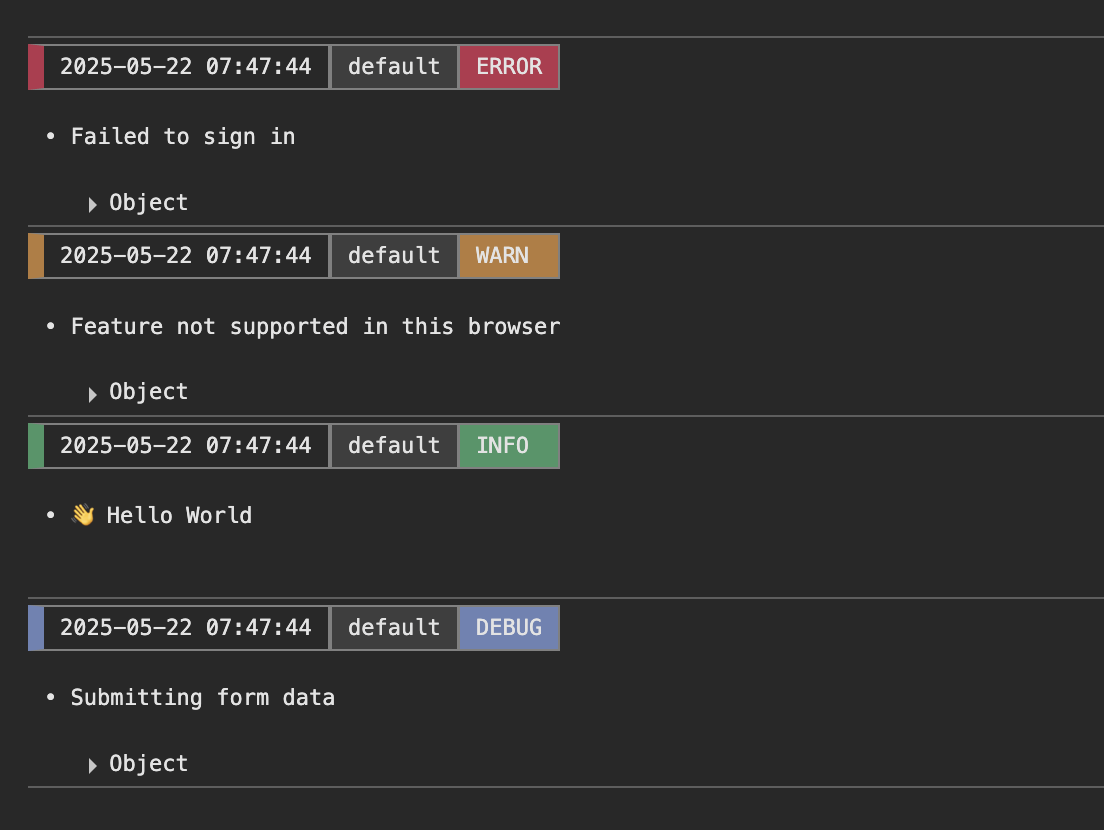 2025-05-22 07:47:44 default ERROR
• Failed to sign in
▶ Object
2025-05-22 07:47:44 default WARN
• Feature not supported in this browser
▶ Object
2025-05-22 07:47:44 default INFO
• 👋 Hello World
2025-05-22 07:47:44 default DEBUG
• Submitting form data
▶ Object